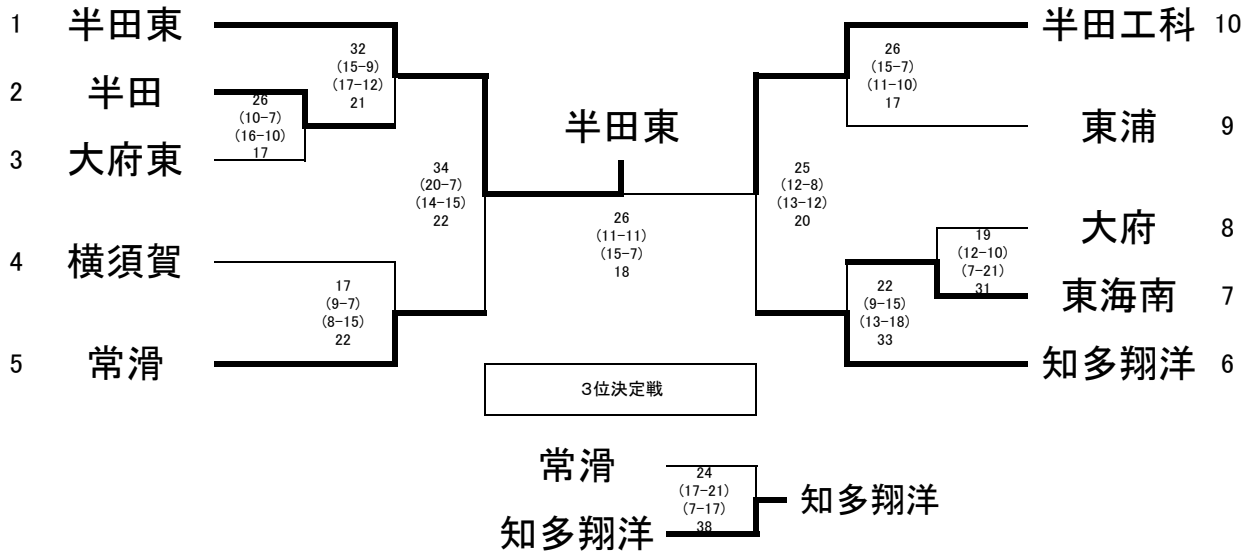 1 半田東
32
(15-9)
(17-12)
21
2 半田
26
(10-7)
(16-10)
17
3 大府東
34
(20-7)
(14-15)
22
4 横須賀
17
(9-7)
(8-15)
22
5 常滑
半田東
26
(11-11)
(15-7)
18
半田工科 10
26
(15-7)
(11-10)
17
東浦 9
25
(12-8)
(13-12)
20
大府 8
19
(12-10)
(7-21)
31
東海南 7
22
(9-15)
(13-18)
33
知多翔洋 6
3位決定戦
常滑
24
(17-21)
(7-17)
38
知多翔洋
知多翔洋